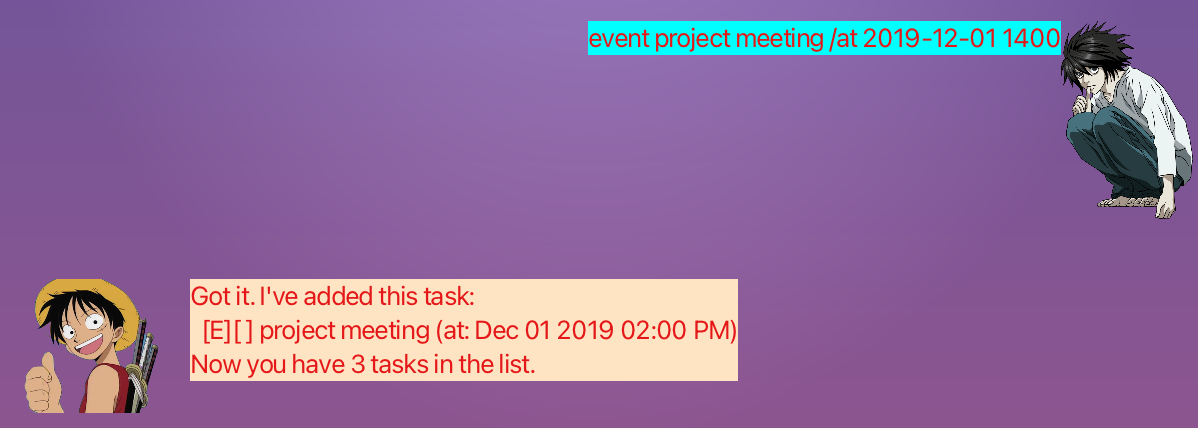 event project meeting /at 2019-12-01 1400
Got it. I've added this task:
[E][ ] project meeting (at: Dec 01 2019 02:00 PM)
Now you have 3 tasks in the list.